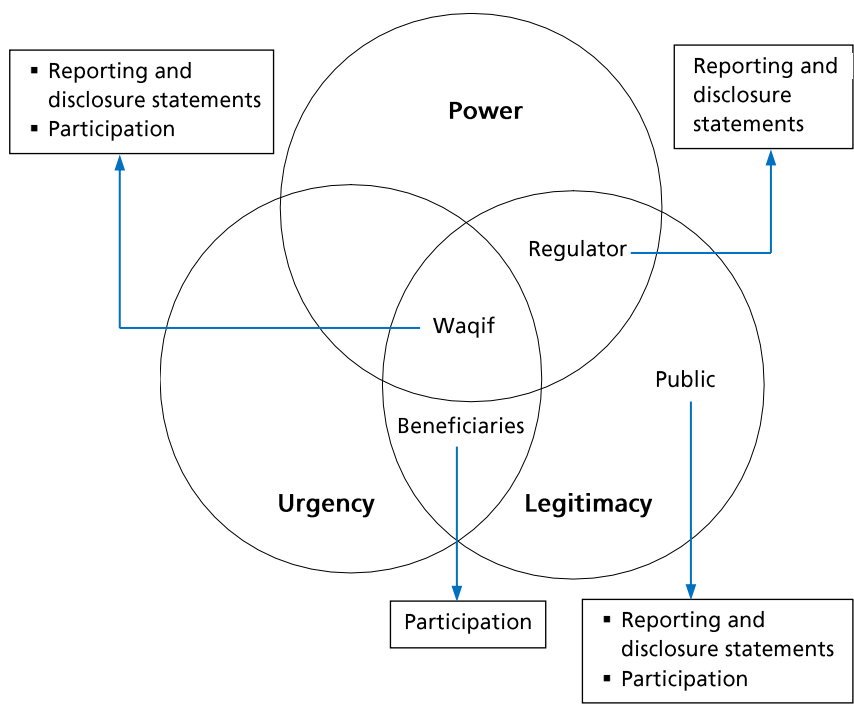 ▪ Reporting and
disclosure statements
▪ Participation
Reporting and
disclosure
statements
Power
Regulator
Waqif
Public
Beneficiaries
Urgency
Legitimacy
Participation
▪ Reporting and
disclosure statements
▪ Participation